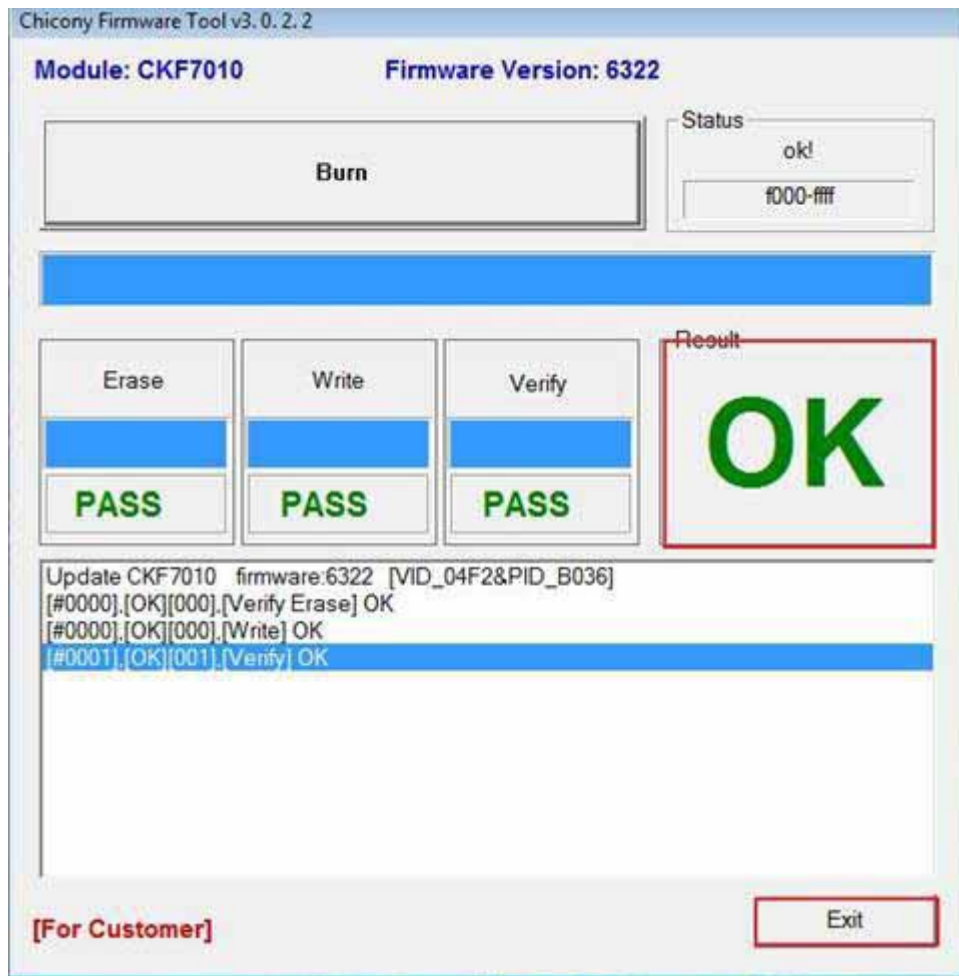 Chicony Firmware Tool v3.0.2.2
Module: CKF7010 Firmware Version: 6322
Burn
Status
ok!
f000-ffff
Erase
Write
Verify
Result
PASS
PASS
PASS
OK
Update CKF7010 firmware:6322 [VID_04F2&PID_B036]
[#0000],[OK][000],[Verify Erase] OK
[#0000],[OK][000],[Write] OK
[#0001],[OK][001],[Verify] OK
[For Customer]
Exit